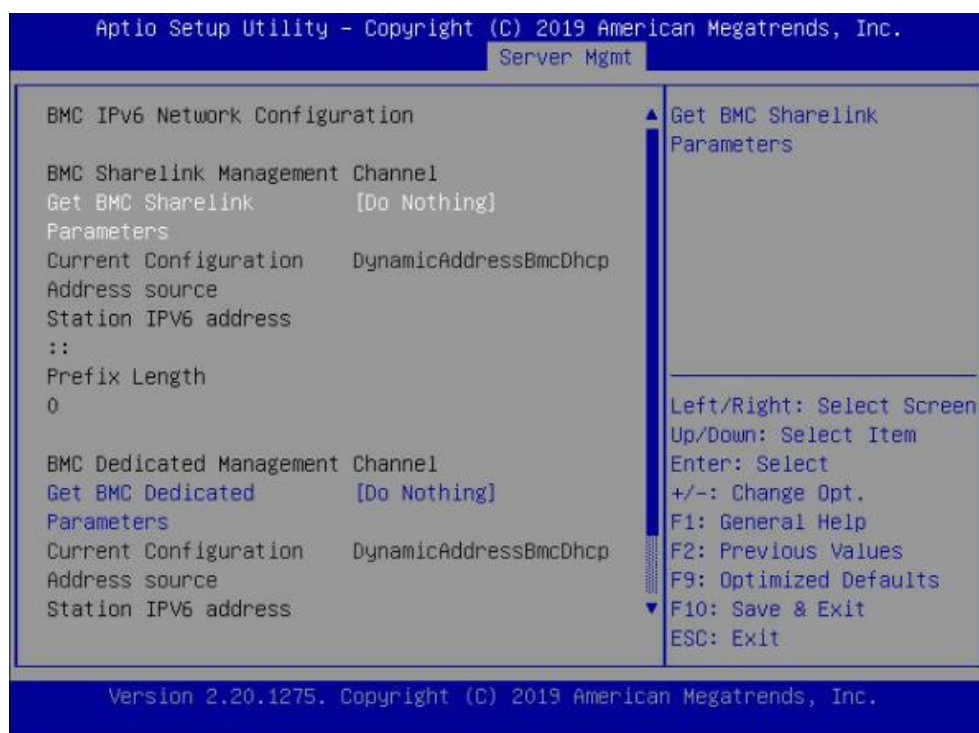 Aptio Setup Utility – Copyright (C) 2019 American Megatrends, Inc.
Server Mgmt
BMC IPv6 Network Configuration
BMC Sharelink Management Channel
Get BMC Sharelink [Do Nothing]
Parameters
Current Configuration DynamicAddressBmcDhcp
Address source
Station IPV6 address
::
Prefix Length
0
BMC Dedicated Management Channel
Get BMC Dedicated [Do Nothing]
Parameters
Current Configuration DynamicAddressBmcDhcp
Address source
Station IPV6 address
Get BMC Sharelink
Parameters
Left/Right: Select Screen
Up/Down: Select Item
Enter: Select
+/-: Change Opt.
F1: General Help
F2: Previous Values
F9: Optimized Defaults
F10: Save & Exit
ESC: Exit
Version 2.20.1275. Copyright (C) 2019 American Megatrends, Inc.